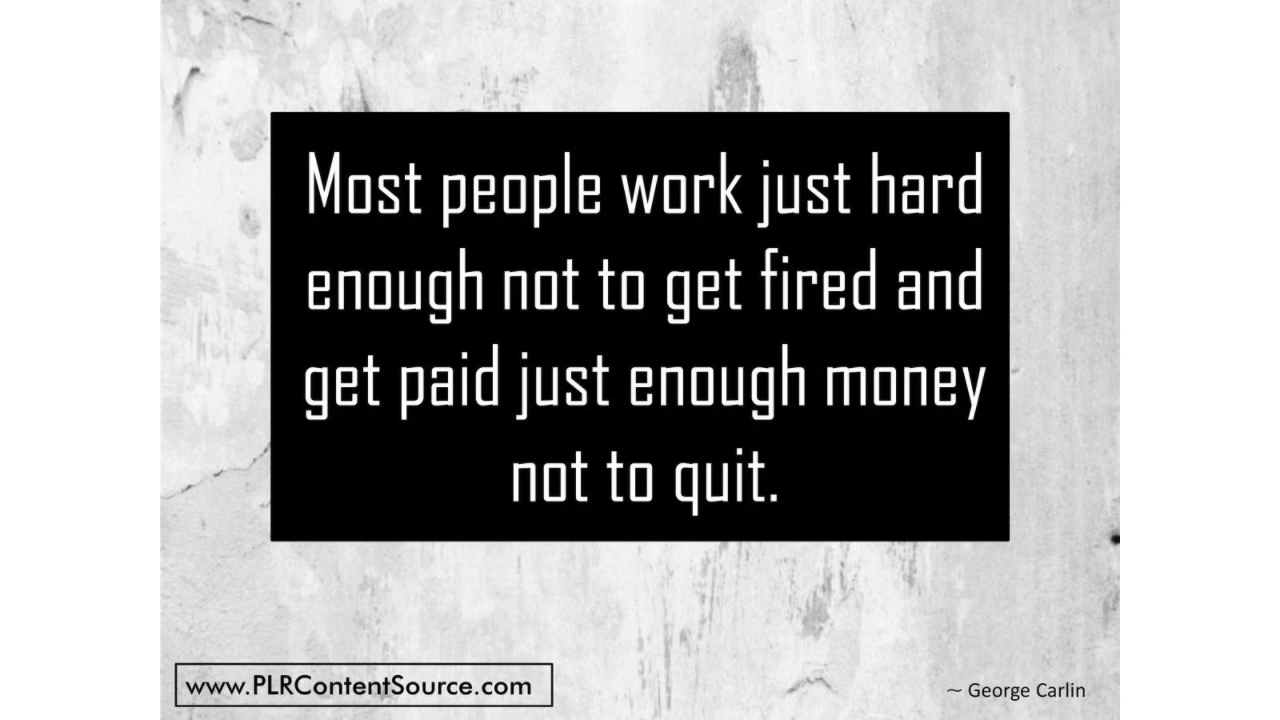 Most people work just hard
enough not to get fired and
get paid just enough money
not to quit.
www.PLRContentSource.com
~ George Carlin